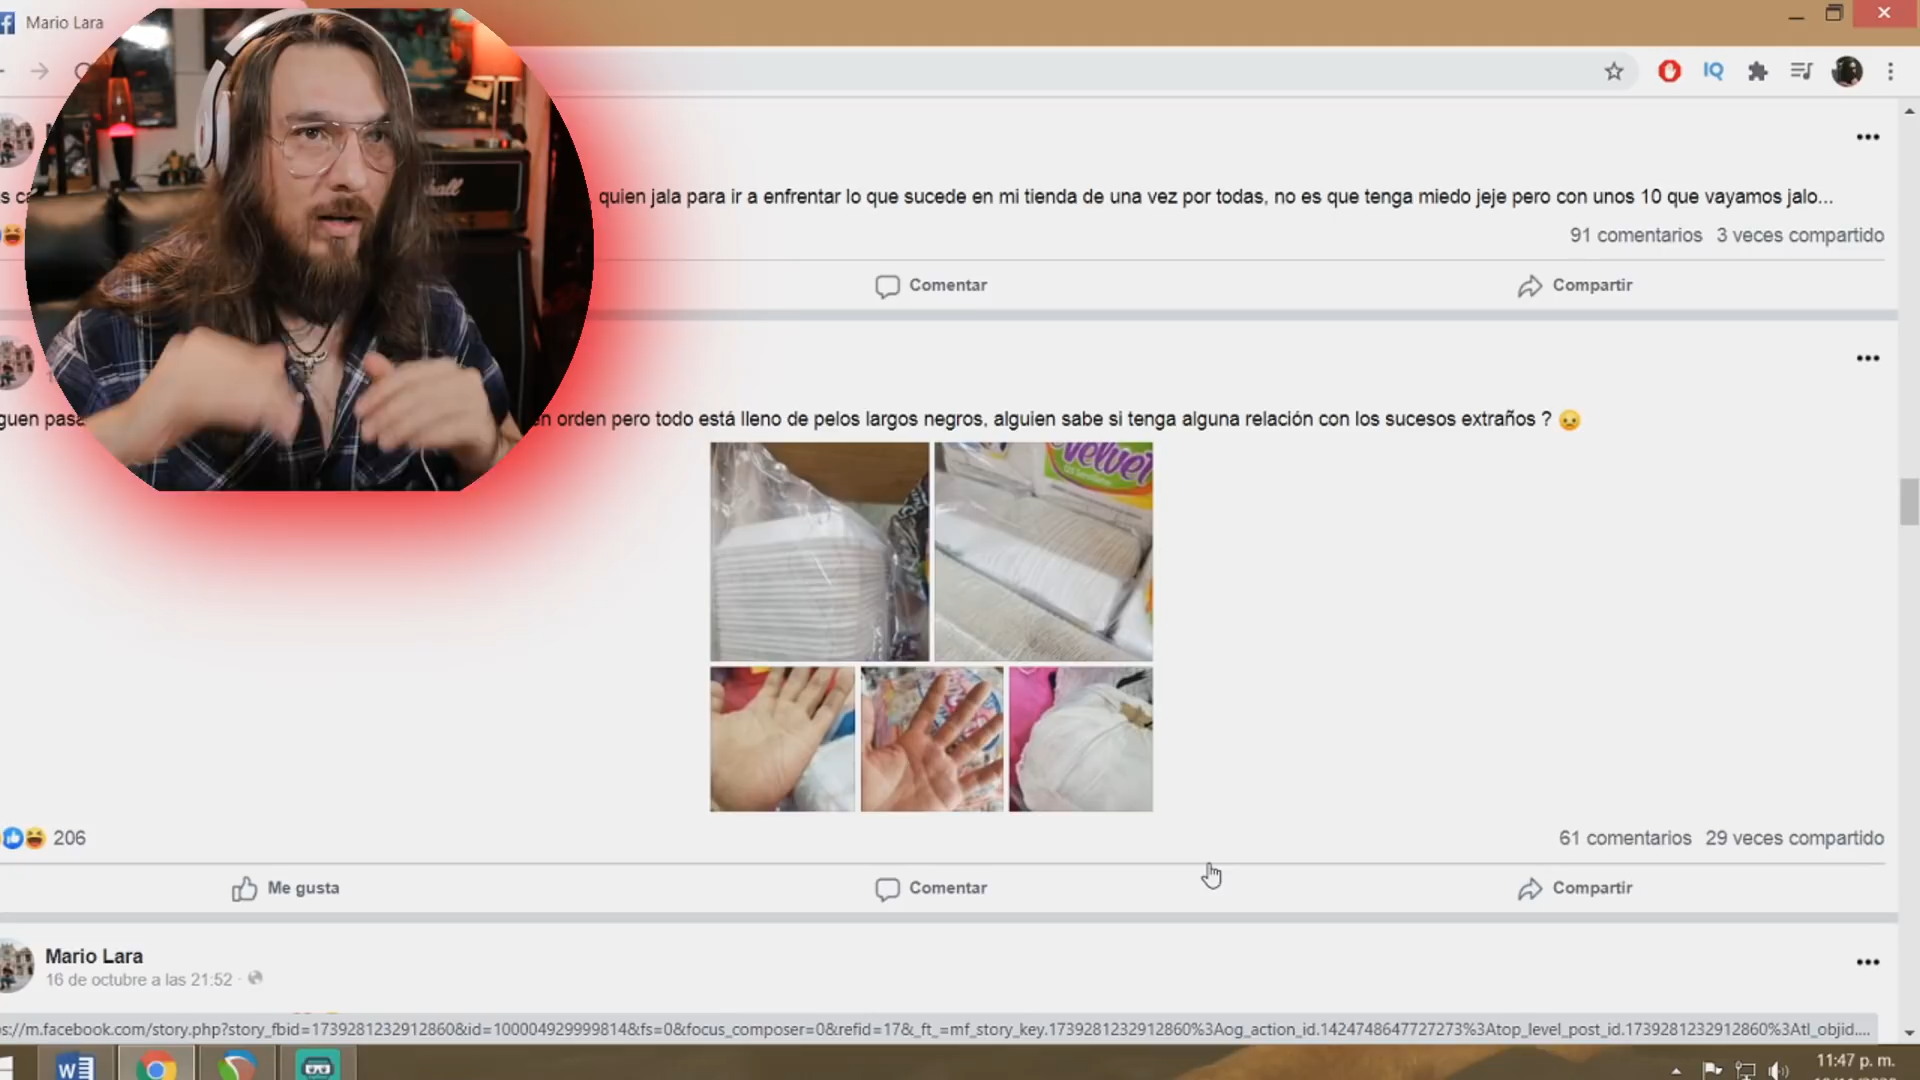 Mario Lara
IQ
quien jala para ir a enfrentar lo que sucede en mi tienda de una vez por todas, no es que tenga miedo jeje pero con unos 10 que vayamos jalo...
91 comentarios 3 veces compartido
Comentar
Compartir
orden pero todo está lleno de pelos largos negros, alguien sabe si tenga alguna relación con los sucesos extraños ?
Velvet
206
61 comentarios 29 veces compartido
Me gusta
Comentar
Compartir
Mario Lara
16 de octubre a las 21:52
s://m.facebook.com/story.php?story_fbid=1739281232912860&id=100004929999814&fs=0&focus_composer=0&refid=17&_ft_=mf_story_key.1739281232912860%3Aog_action_id.1424748647727273%3Atop_level_post_id.1739281232912860%3Atl_objid....
11:47 p. m.